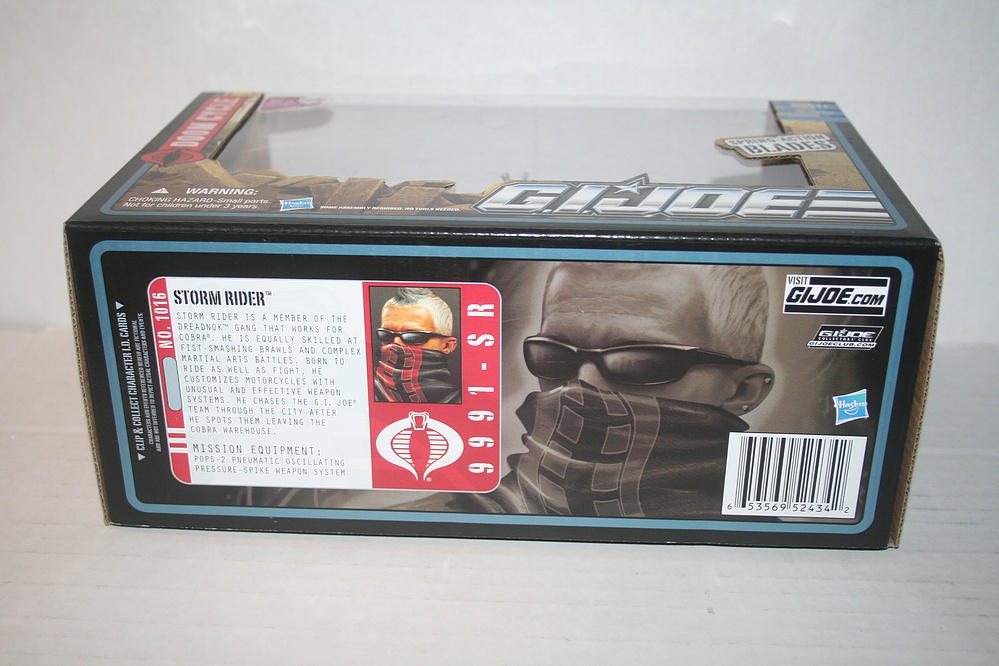 DOOM CYCLE
SPRING-ACTION
BLADES
⚠ WARNING:
CHOKING HAZARD-Small parts.
Not for children under 3 years.
Hasbro
SOME ASSEMBLY REQUIRED. NO TOOLS NEEDED.
G.I.JOE
▼ CLIP & COLLECT CHARACTER I.D. CARDS ▼
NO. 1016
STORM RIDER™
STORM RIDER IS A MEMBER OF THE
DREADNOK™ GANG THAT WORKS FOR
COBRA®. HE IS EQUALLY SKILLED AT
FIST-SMASHING BRAWLS AND COMPLEX
MARTIAL ARTS BATTLES. BORN TO
RIDE AS WELL AS FIGHT, HE
CUSTOMIZES MOTORCYCLES WITH
UNUSUAL AND EFFECTIVE WEAPON
SYSTEMS. HE CHASES THE G.I. JOE®
TEAM THROUGH THE CITY AFTER
HE SPOTS THEM LEAVING THE
COBRA WAREHOUSE.
MISSION EQUIPMENT:
POPS-2 PNEUMATIC OSCILLATING
PRESSURE-SPIKE WEAPON SYSTEM
9991-SR
®
VISIT
GIJOE.COM
G.I.JOE
COLLECTORS' CLUB
GIJOECLUB.COM
Hasbro
6 53569 52434 2